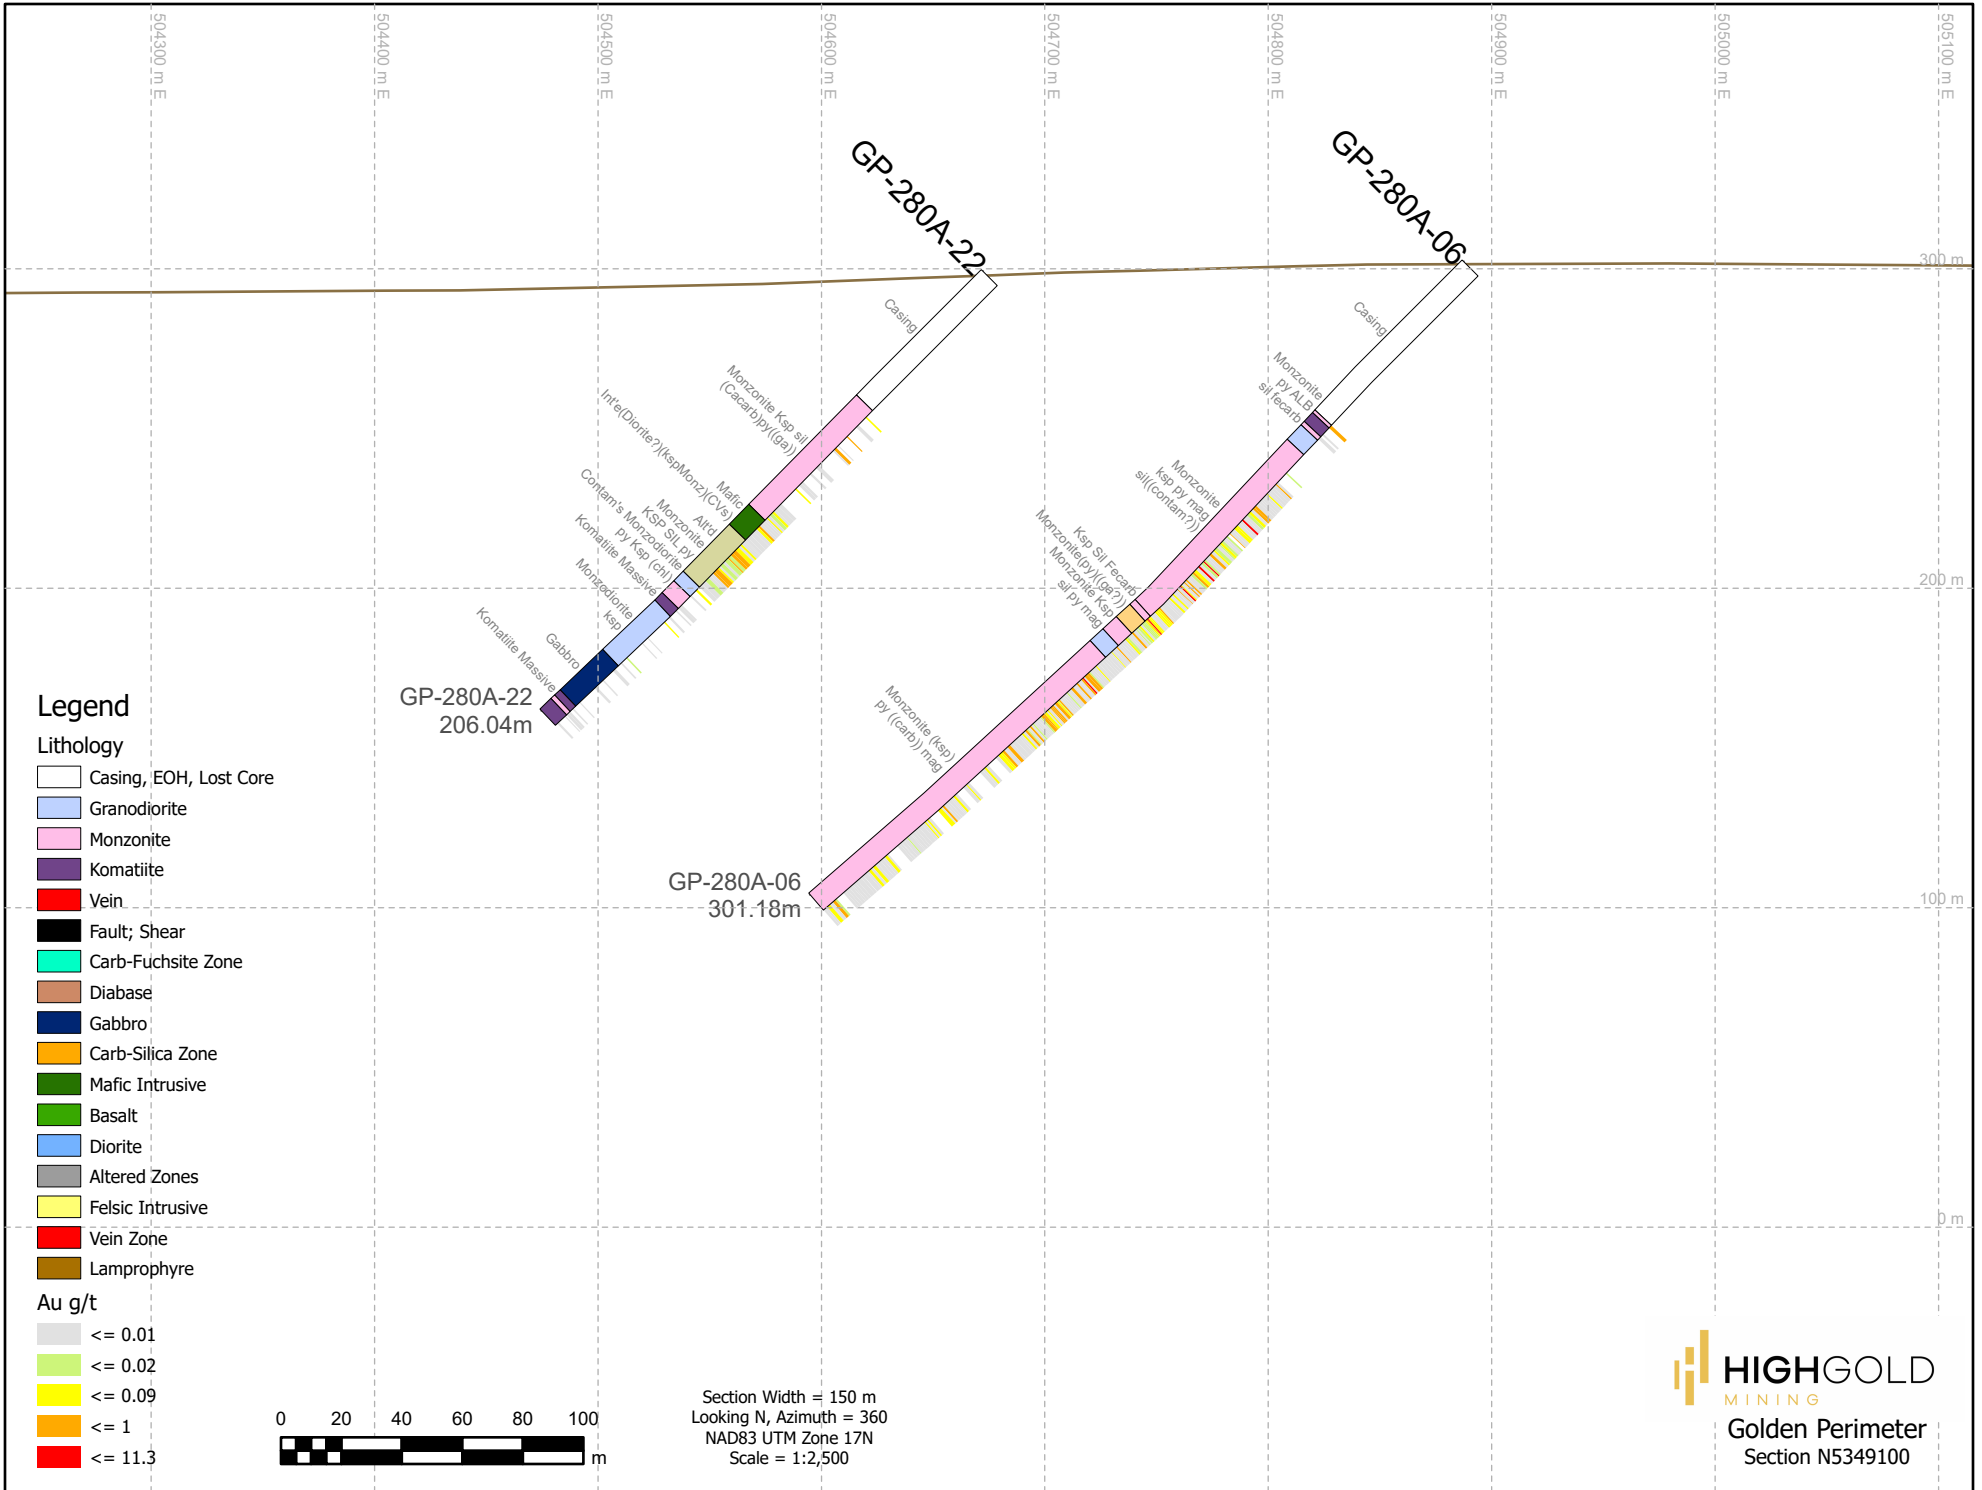 504300 m E
504400 m E
504500 m E
504600 m E
504700 m E
504800 m E
504900 m E
505000 m E
505100 m E
GP-280A-22
GP-280A-06
300 m
200 m
100 m
0 m
Casing
Monzonite Ksp sil
(Cacarb)py((ga))
Mafic
Int'e(Diorite?)(kspMonz)(CVs)
Alt'd
Monzonite
KSP SIL py
Contam's Monzodiorite
py Ksp (chl)
Komatiite Massive
Monzodiorite
ksp
Gabbro
Komatiite Massive
GP-280A-22
206.04m
Casing
Monzonite
py ALB
sil fecarb
Monzonite
ksp py mag
sil((contam?))
Ksp Sil Fecarb
Monzonite(py)((ga?))
Monzonite Ksp
sil py mag
Monzonite (ksp)
py ((carb)) mag
GP-280A-06
301.18m
Legend
Lithology
Casing, EOH, Lost Core
Granodiorite
Monzonite
Komatiite
Vein
Fault; Shear
Carb-Fuchsite Zone
Diabase
Gabbro
Carb-Silica Zone
Mafic Intrusive
Basalt
Diorite
Altered Zones
Felsic Intrusive
Vein Zone
Lamprophyre
Au g/t
<= 0.01
<= 0.02
<= 0.09
<= 1
<= 11.3
0 20 40 60 80 100
m
Section Width = 150 m
Looking N, Azimuth = 360
NAD83 UTM Zone 17N
Scale = 1:2,500
HIGHGOLD
MINING
Golden Perimeter
Section N5349100